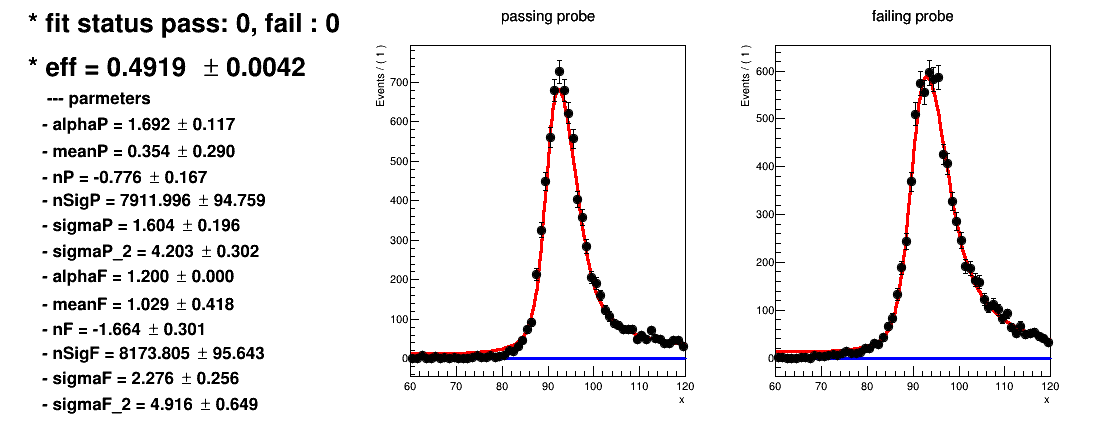 * fit status pass: 0, fail : 0
* eff = 0.4919 ± 0.0042
--- parmeters
- alphaP = 1.692 ± 0.117
- meanP = 0.354 ± 0.290
- nP = -0.776 ± 0.167
- nSigP = 7911.996 ± 94.759
- sigmaP = 1.604 ± 0.196
- sigmaP_2 = 4.203 ± 0.302
- alphaF = 1.200 ± 0.000
- meanF = 1.029 ± 0.418
- nF = -1.664 ± 0.301
- nSigF = 8173.805 ± 95.643
- sigmaF = 2.276 ± 0.256
- sigmaF_2 = 4.916 ± 0.649
passing probe
Events / ( 1 )
700
600
500
400
300
200
100
0
60 70 80 90 100 110 120
x
failing probe
Events / ( 1 )
600
500
400
300
200
100
0
60 70 80 90 100 110 120
x